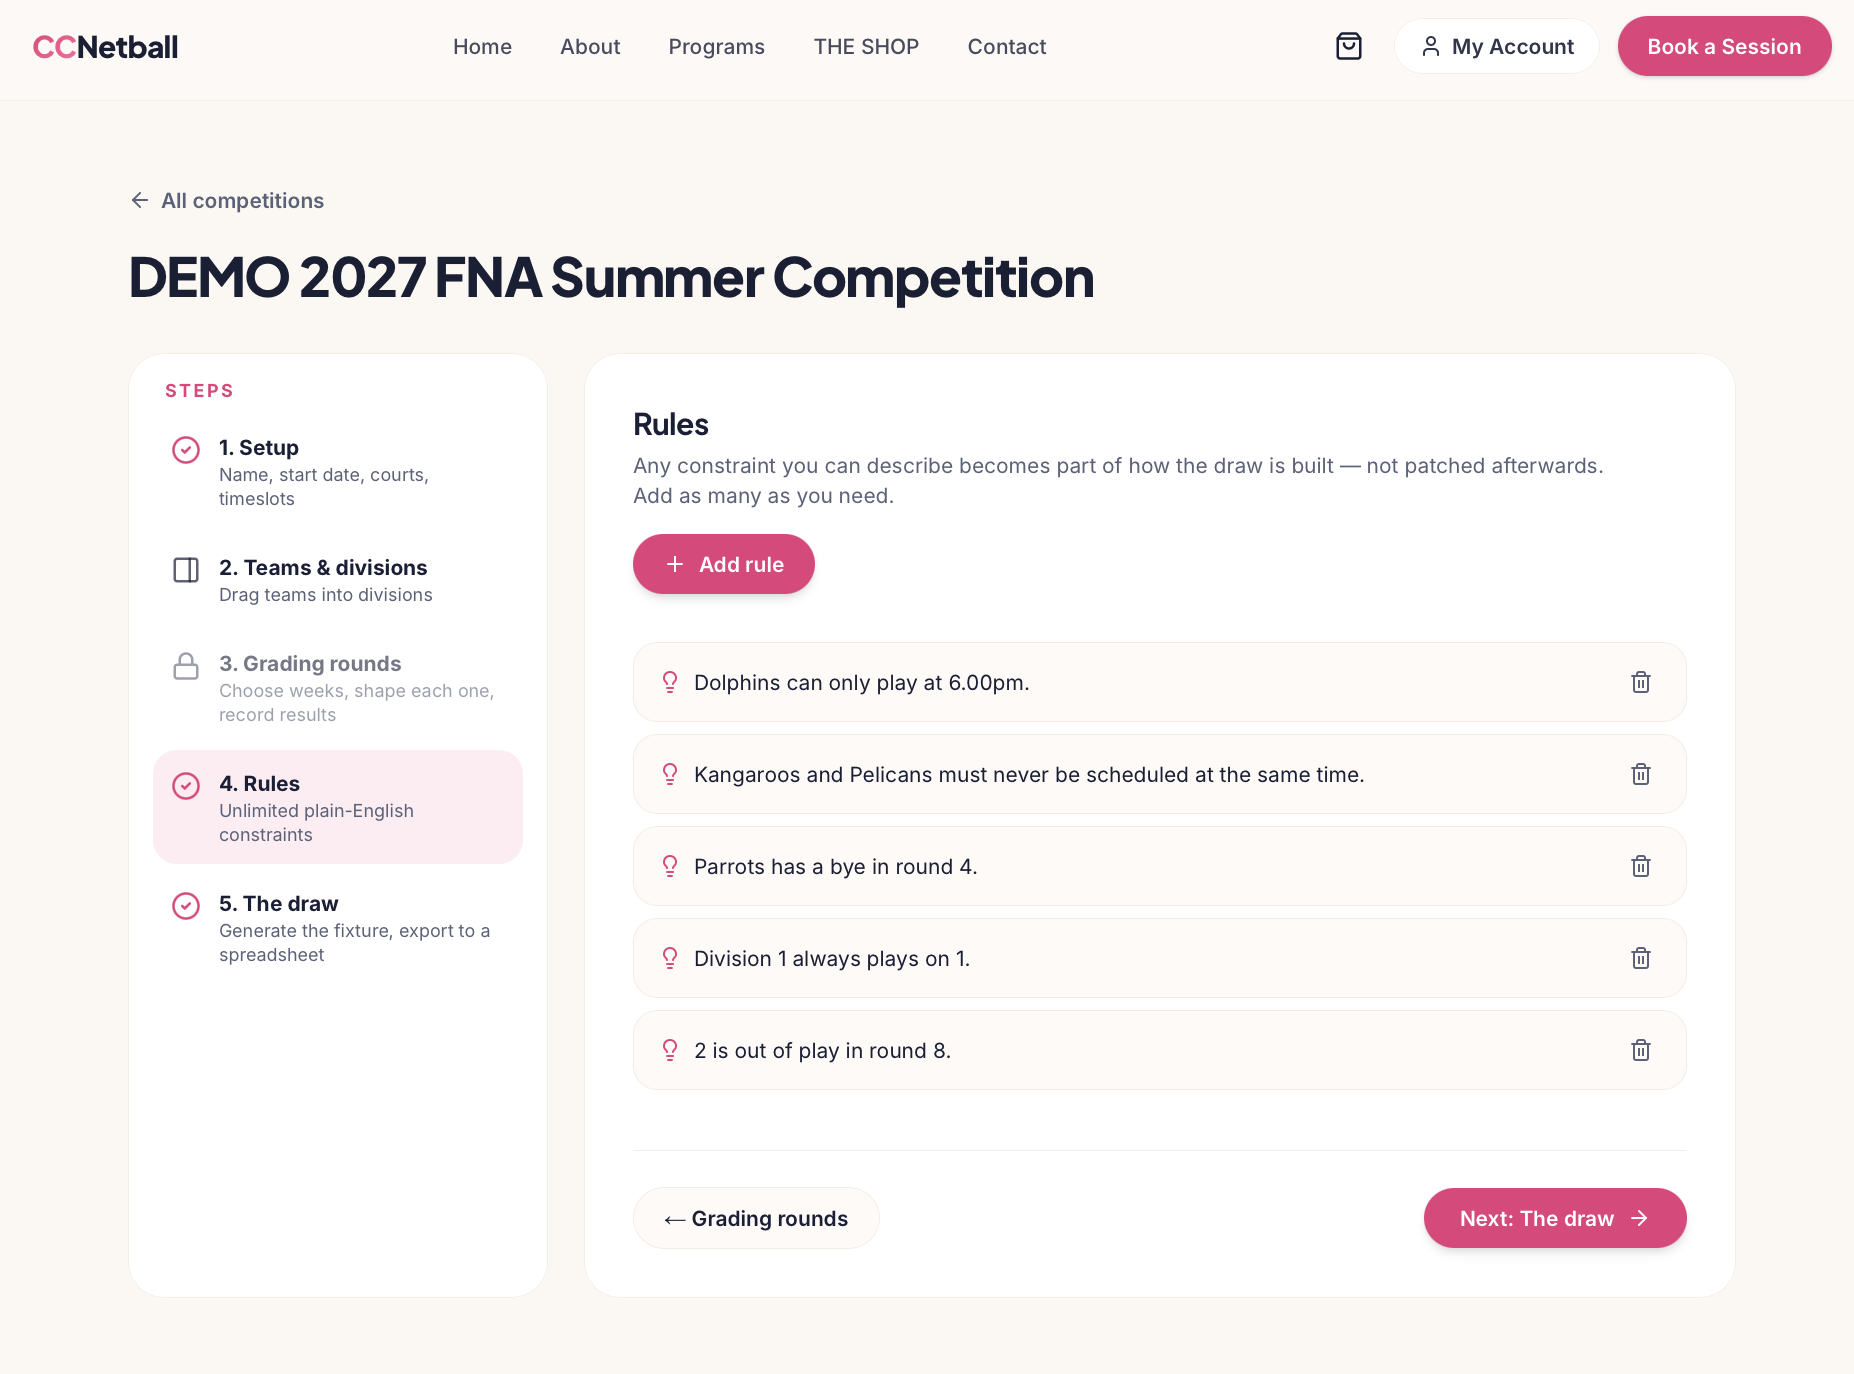 CCNetball
Home
About
Programs
THE SHOP
Contact
My Account
Book a Session
← All competitions
DEMO 2027 FNA Summer Competition
STEPS
1. Setup
Name, start date, courts,
timeslots
2. Teams & divisions
Drag teams into divisions
3. Grading rounds
Choose weeks, shape each one,
record results
4. Rules
Unlimited plain-English
constraints
5. The draw
Generate the fixture, export to a
spreadsheet
Rules
Any constraint you can describe becomes part of how the draw is built — not patched afterwards.
Add as many as you need.
+ Add rule
Dolphins can only play at 6.00pm.
Kangaroos and Pelicans must never be scheduled at the same time.
Parrots has a bye in round 4.
Division 1 always plays on 1.
2 is out of play in round 8.
← Grading rounds
Next: The draw →